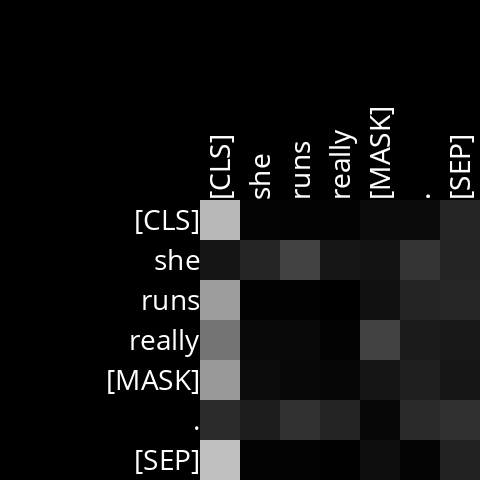 [CLS] she runs really [MASK] . [SEP]
[CLS]
she
runs
really
[MASK]
.
[SEP]